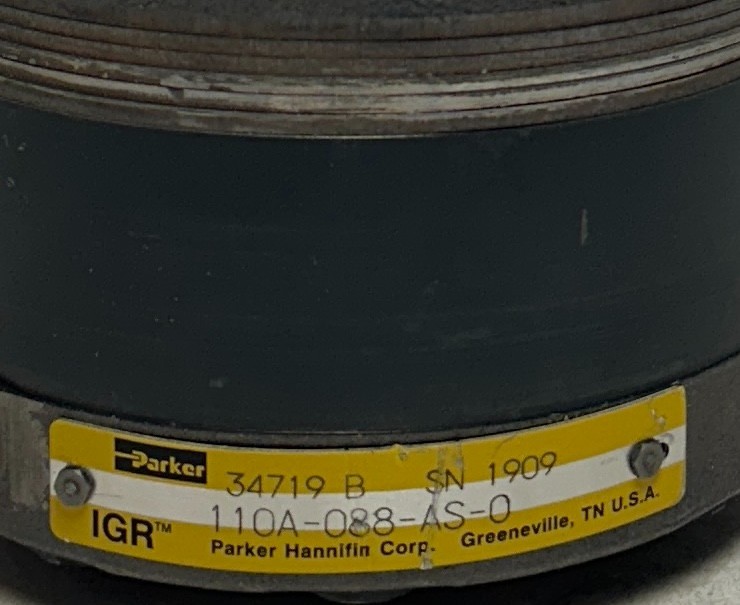 Parker
34719 B SN 1909
IGR™ 110A-088-AS-0
Parker Hannifin Corp. Greeneville, TN U.S.A.